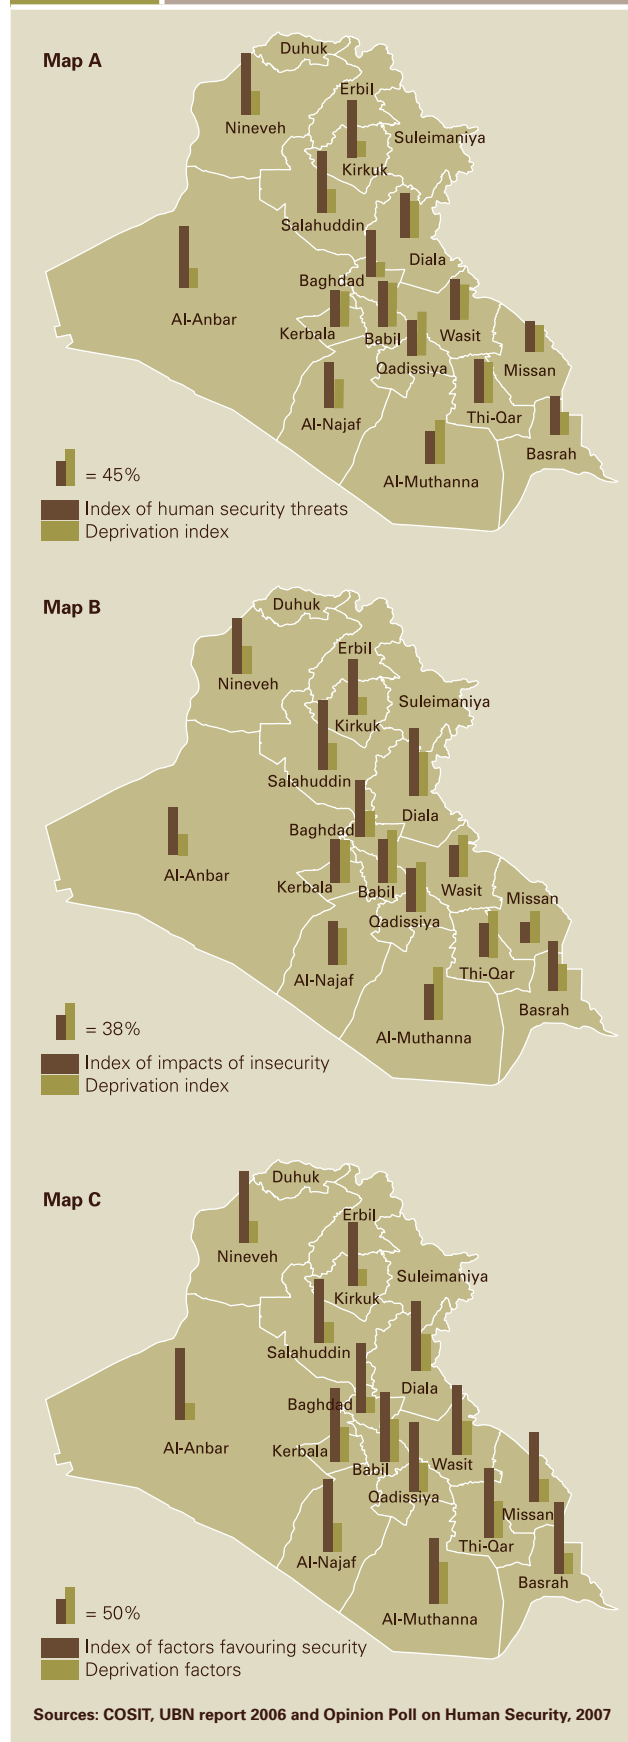 Map A
Duhuk
Erbil
Nineveh
Suleimaniya
Kirkuk
Salahuddin
Diala
Baghdad
Al-Anbar
Kerbala
Babil
Wasit
Qadissiya
Missan
Thi-Qar
Al-Najaf
Basrah
Al-Muthanna
= 45%
Index of human security threats
Deprivation index
Map B
Duhuk
Erbil
Nineveh
Suleimaniya
Kirkuk
Salahuddin
Diala
Baghdad
Al-Anbar
Kerbala
Babil
Wasit
Missan
Qadissiya
Thi-Qar
Al-Najaf
Basrah
Al-Muthanna
= 38%
Index of impacts of insecurity
Deprivation index
Map C
Duhuk
Erbil
Nineveh
Suleimaniya
Kirkuk
Salahuddin
Diala
Baghdad
Al-Anbar
Kerbala
Wasit
Babil
Qadissiya
Missan
Thi-Qar
Al-Najaf
Basrah
Al-Muthanna
= 50%
Index of factors favouring security
Deprivation factors
Sources: COSIT, UBN report 2006 and Opinion Poll on Human Security, 2007